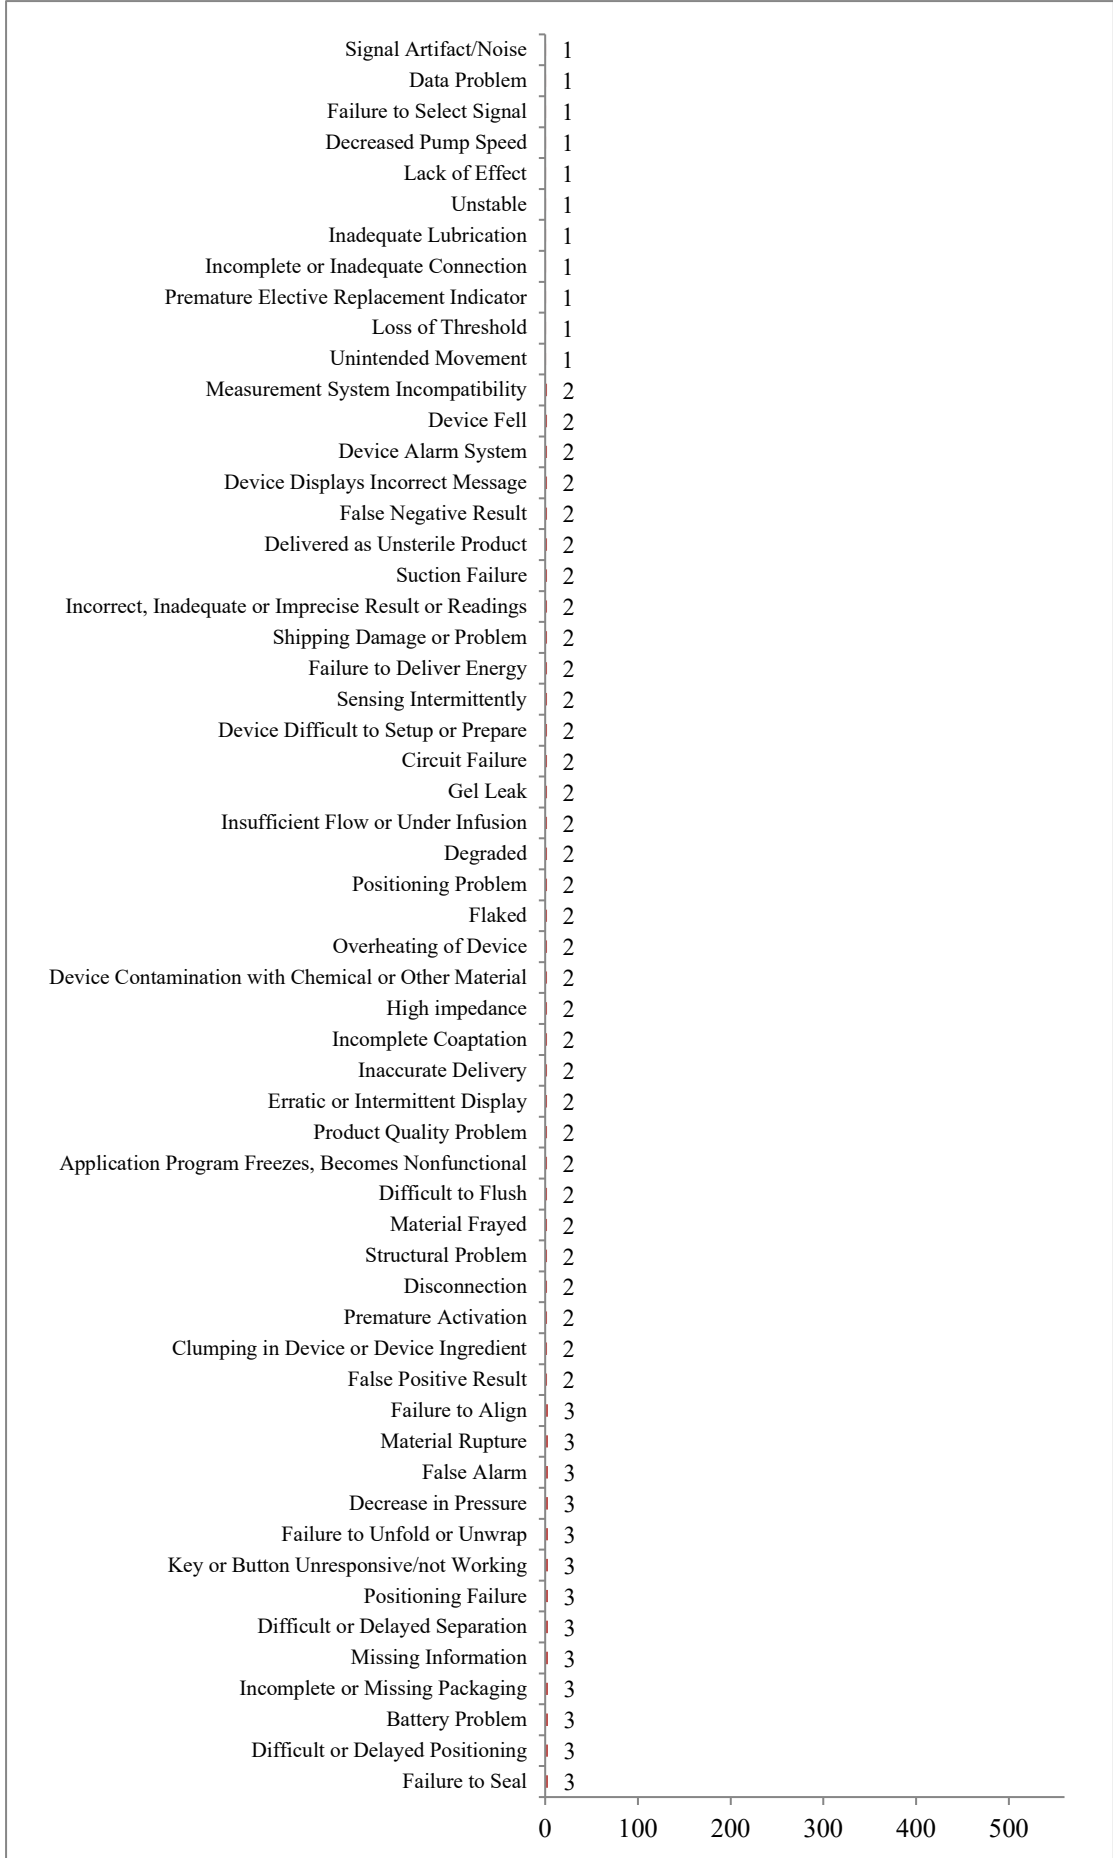 Signal Artifact/Noise 1
Data Problem 1
Failure to Select Signal 1
Decreased Pump Speed 1
Lack of Effect 1
Unstable 1
Inadequate Lubrication 1
Incomplete or Inadequate Connection 1
Premature Elective Replacement Indicator 1
Loss of Threshold 1
Unintended Movement 1
Measurement System Incompatibility 2
Device Fell 2
Device Alarm System 2
Device Displays Incorrect Message 2
False Negative Result 2
Delivered as Unsterile Product 2
Suction Failure 2
Incorrect, Inadequate or Imprecise Result or Readings 2
Shipping Damage or Problem 2
Failure to Deliver Energy 2
Sensing Intermittently 2
Device Difficult to Setup or Prepare 2
Circuit Failure 2
Gel Leak 2
Insufficient Flow or Under Infusion 2
Degraded 2
Positioning Problem 2
Flaked 2
Overheating of Device 2
Device Contamination with Chemical or Other Material 2
High impedance 2
Incomplete Coaptation 2
Inaccurate Delivery 2
Erratic or Intermittent Display 2
Product Quality Problem 2
Application Program Freezes, Becomes Nonfunctional 2
Difficult to Flush 2
Material Frayed 2
Structural Problem 2
Disconnection 2
Premature Activation 2
Clumping in Device or Device Ingredient 2
False Positive Result 2
Failure to Align 3
Material Rupture 3
False Alarm 3
Decrease in Pressure 3
Failure to Unfold or Unwrap 3
Key or Button Unresponsive/not Working 3
Positioning Failure 3
Difficult or Delayed Separation 3
Missing Information 3
Incomplete or Missing Packaging 3
Battery Problem 3
Difficult or Delayed Positioning 3
Failure to Seal 3
0 100 200 300 400 500